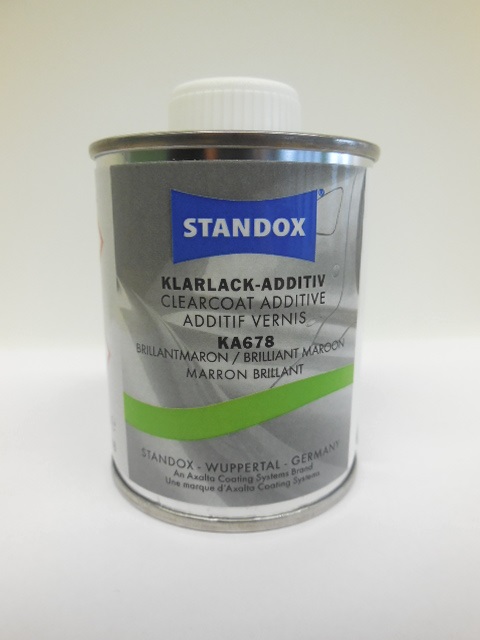 STANDOX®
KLARLACK-ADDITIV
CLEARCOAT ADDITIVE
ADDITIF VERNIS
KA678
BRILLANTMARON / BRILLIANT MAROON
MARRON BRILLANT
STANDOX - WUPPERTAL - GERMANY
An Axalta Coating Systems Brand
Une marque d'Axalta Coating Systems